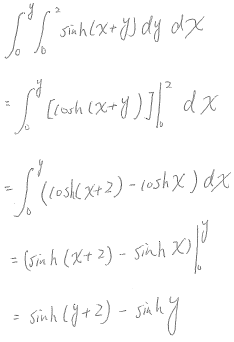 ∫₀^y ∫₀^2 sinh(x+y) dy dx
= ∫₀^y [cosh(x+y)]|₀^2 dx
= ∫₀^y (cosh(x+2) - cosh x) dx
= (sinh(x+2) - sinh x)|₀^y
= sinh(y+2) - sinh y